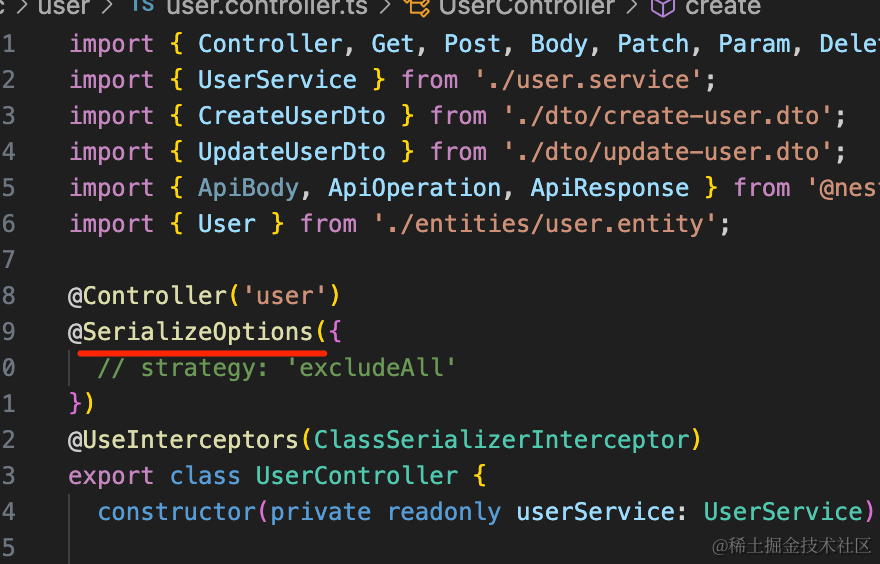 user > TS user.controller.ts > UserController > create
1 import { Controller, Get, Post, Body, Patch, Param,
2 import { UserService } from './user.service';
3 import { CreateUserDto } from './dto/create-user.dto';
4 import { UpdateUserDto } from './dto/update-user.dto';
5 import { ApiBody, ApiOperation, ApiResponse } from '@nes
6 import { User } from './entities/user.entity';
7
8 @Controller('user')
9 @SerializeOptions({
0 // strategy: 'excludeAll'
1 })
2 @UseInterceptors(ClassSerializerInterceptor)
3 export class UserController {
4 constructor(private readonly userService: UserService)
5
@稀土掘金技术社区